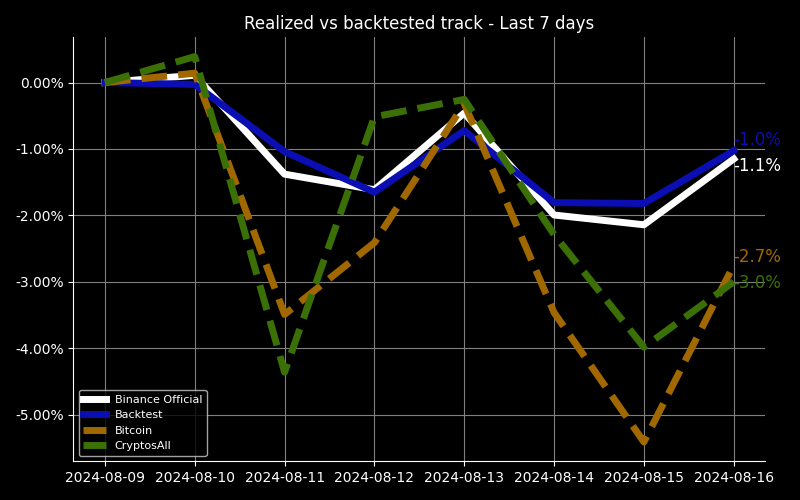 Realized vs backtested track - Last 7 days
0.00%
-1.00%
-2.00%
-3.00%
-4.00%
-5.00%
-1.0%
-1.1%
-2.7%
-3.0%
Binance Official
Backtest
Bitcoin
CryptosAll
2024-08-09 2024-08-10 2024-08-11 2024-08-12 2024-08-13 2024-08-14 2024-08-15 2024-08-16